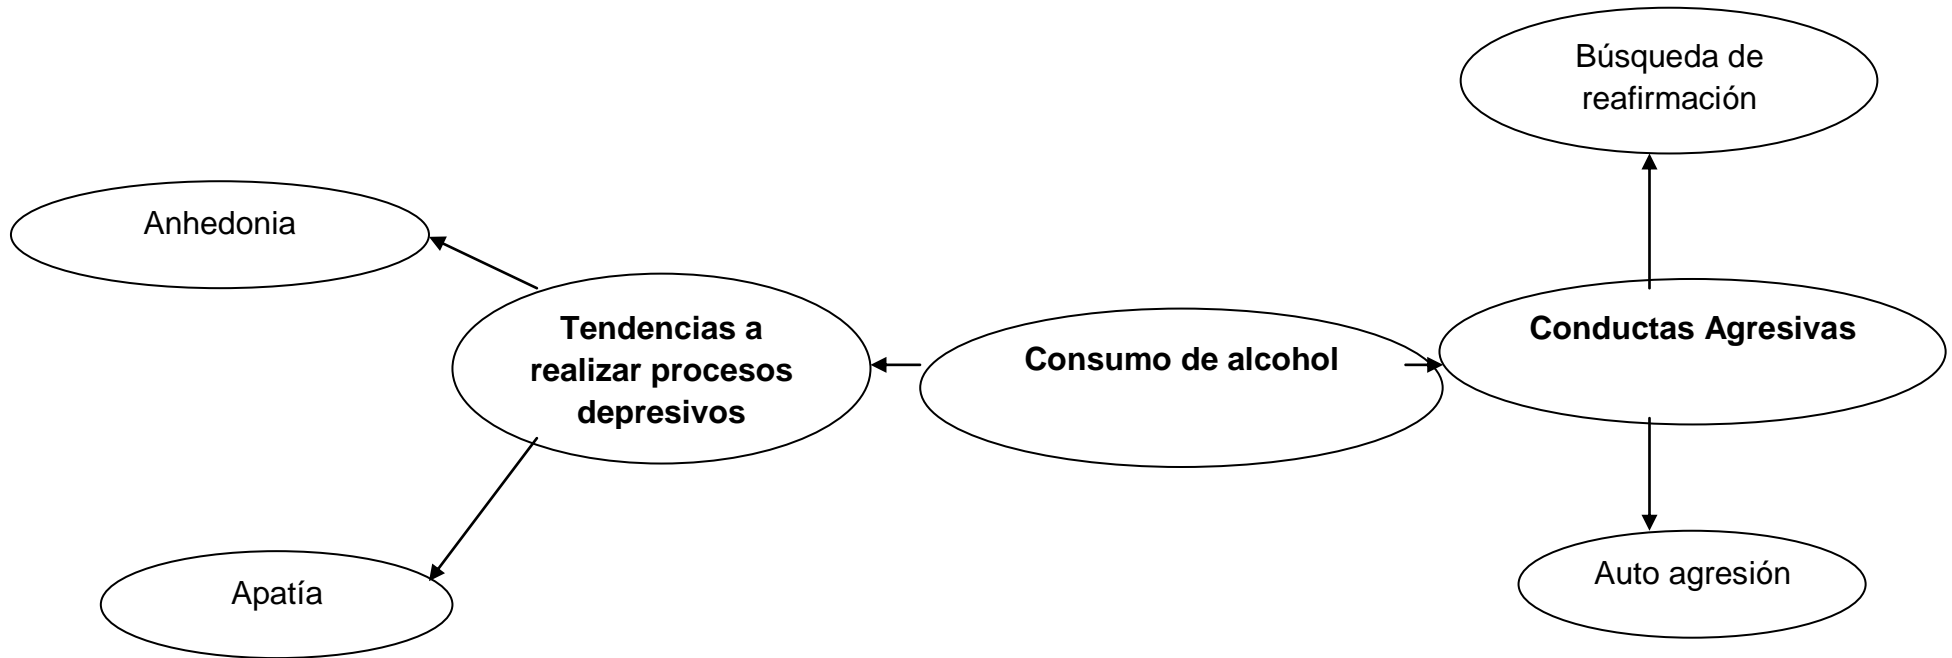 Búsqueda de
reafirmación
Anhedonia
Tendencias a
realizar procesos
depresivos
Consumo de alcohol
Conductas Agresivas
Apatía
Auto agresión